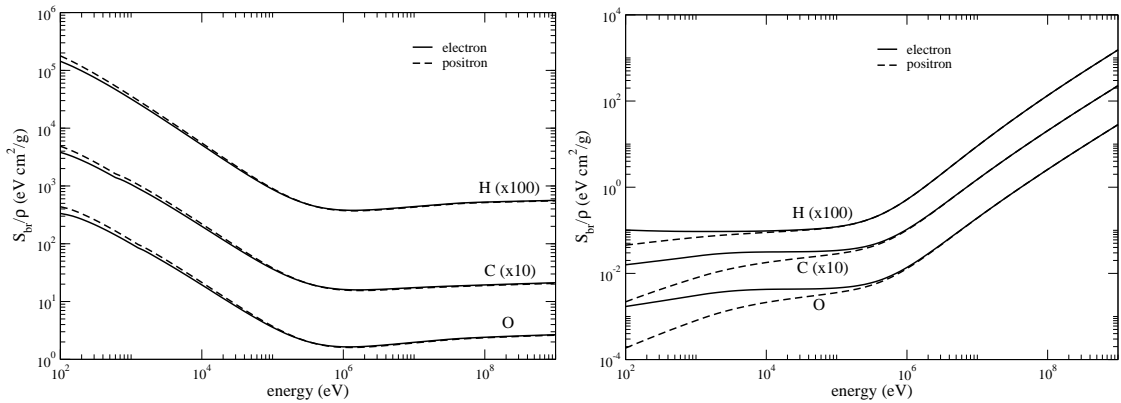 10^6
10^5
10^4
10^3
10^2
10^1
10^0
S_br/ρ (eV cm^2/g)
electron
positron
H (x100)
C (x10)
O
10^2
10^4
10^6
10^8
energy (eV)
10^4
10^2
10^0
10^-2
10^-4
S_br/ρ (eV cm^2/g)
electron
positron
H (x100)
C (x10)
O
10^2
10^4
10^6
10^8
energy (eV)